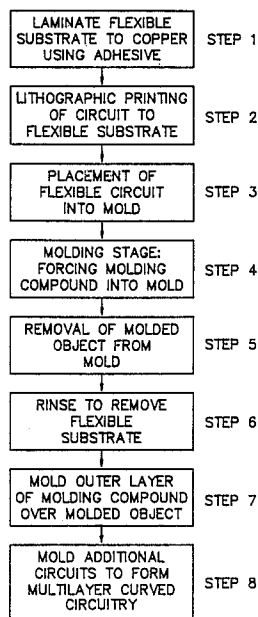 LAMINATE FLEXIBLE
SUBSTRATE TO COPPER
USING ADHESIVE
STEP 1
LITHOGRAPHIC PRINTING
OF CIRCUIT TO
FLEXIBLE SUBSTRATE
STEP 2
PLACEMENT OF
FLEXIBLE CIRCUIT
INTO MOLD
STEP 3
MOLDING STAGE:
FORCING MOLDING
COMPOUND INTO MOLD
STEP 4
REMOVAL OF MOLDED
OBJECT FROM
MOLD
STEP 5
RINSE TO REMOVE
FLEXIBLE
SUBSTRATE
STEP 6
MOLD OUTER LAYER
OF MOLDING COMPOUND
OVER MOLDED OBJECT
STEP 7
MOLD ADDITIONAL
CIRCUITS TO FORM
MULTILAYER CURVED
CIRCUITRY
STEP 8